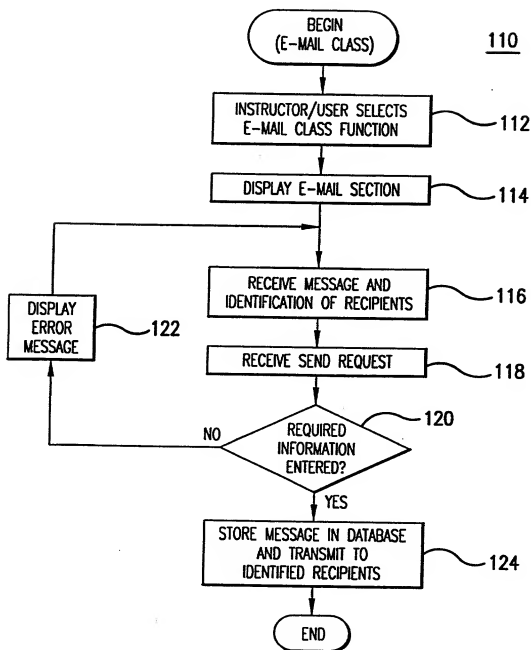 BEGIN
(E-MAIL CLASS)
110
INSTRUCTOR/USER SELECTS
E-MAIL CLASS FUNCTION
112
DISPLAY E-MAIL SECTION
114
RECEIVE MESSAGE AND
IDENTIFICATION OF RECIPIENTS
116
DISPLAY
ERROR
MESSAGE
122
RECEIVE SEND REQUEST
118
120
NO
REQUIRED
INFORMATION
ENTERED?
YES
STORE MESSAGE IN DATABASE
AND TRANSMIT TO
IDENTIFIED RECIPIENTS
124
END